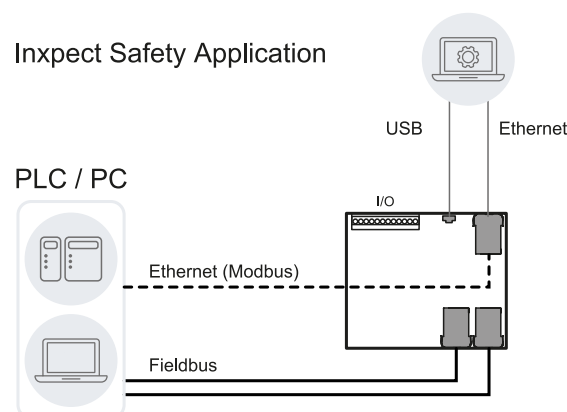 Inxpect Safety Application
USB
Ethernet
PLC / PC
I/O
Ethernet (Modbus)
Fieldbus